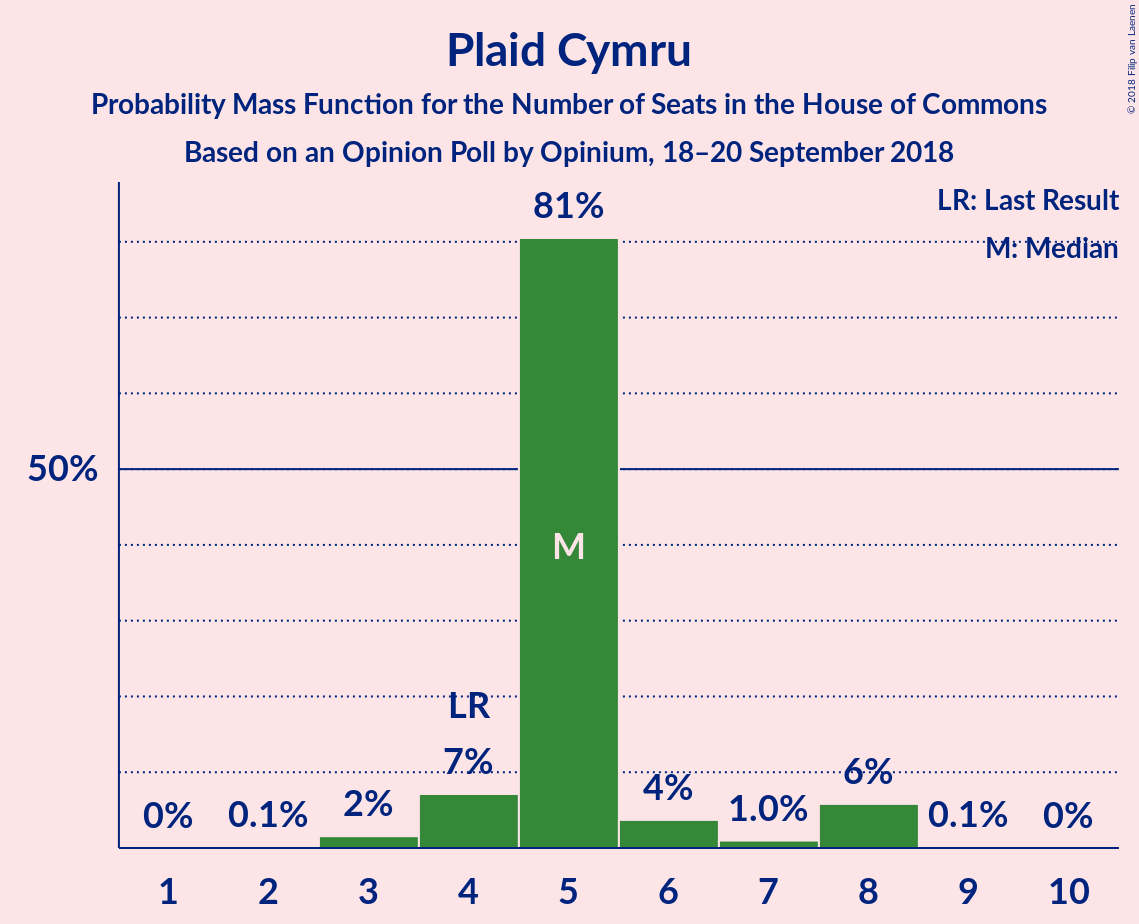 Plaid Cymru
Probability Mass Function for the Number of Seats in the House of Commons
Based on an Opinion Poll by Opinium, 18–20 September 2018
© 2018 Filip van Laenen
LR: Last Result
M: Median
81%
50%
M
LR
7%
6%
4%
2%
1.0%
0%
0.1%
0.1%
0%
1 2 3 4 5 6 7 8 9 10